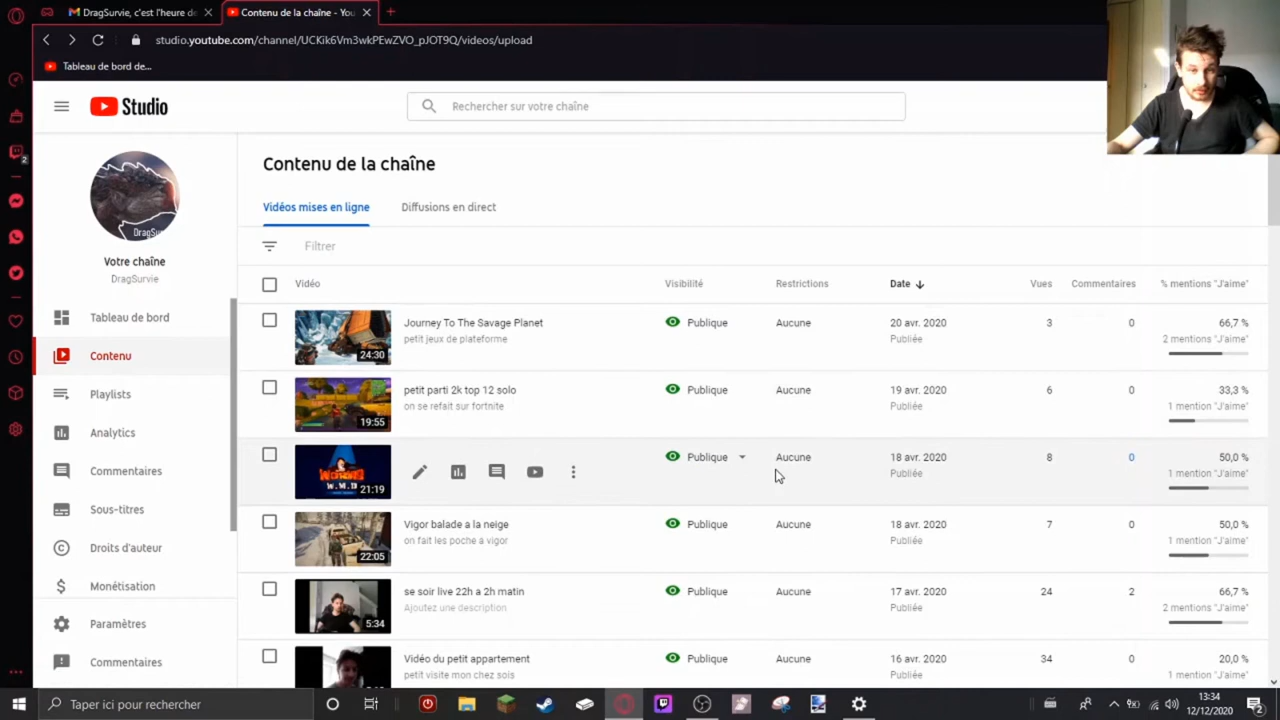 DragSurvie, c'est l'heure de
Contenu de la chaîne - You
studio.youtube.com/channel/UCKik6Vm3wkPEwZVO_pJOT9Q/videos/upload
Tableau de bord de...
Studio
Rechercher sur votre chaîne
Contenu de la chaîne
Vidéos mises en ligne
Diffusions en direct
Filtrer
DragSu
Votre chaîne
DragSurvie
Tableau de bord
Contenu
Playlists
Analytics
Commentaires
Sous-titres
Droits d'auteur
Monétisation
Paramètres
Commentaires
Vidéo Visibilité Restrictions Date Vues Commentaires % mentions "J'aime"
Journey To The Savage Planet Publique Aucune 20 avr. 2020 3 0 66,7 %
petit jeux de plateforme Publiée 2 mentions "J'aime"
24:30
petit parti 2k top 12 solo Publique Aucune 19 avr. 2020 6 0 33,3 %
on se refait sur fortnite Publiée 1 mention "J'aime"
19:55
Publique Aucune 18 avr. 2020 8 0 50,0 %
Publiée 1 mention "J'aime"
W.M.D
21:19
Vigor balade a la neige Publique Aucune 18 avr. 2020 7 0 50,0 %
on fait les poche a vigor Publiée 1 mention "J'aime"
22:05
se soir live 22h a 2h matin Publique Aucune 17 avr. 2020 24 2 66,7 %
Ajoutez une description Publiée 2 mentions "J'aime"
5:34
Vidéo du petit appartement Publique Aucune 16 avr. 2020 34 0 20,0 %
petit visite mon chez sois Publiée 1 mention "J'aime"
2
Taper ici pour rechercher
13:34
12/12/2020
2